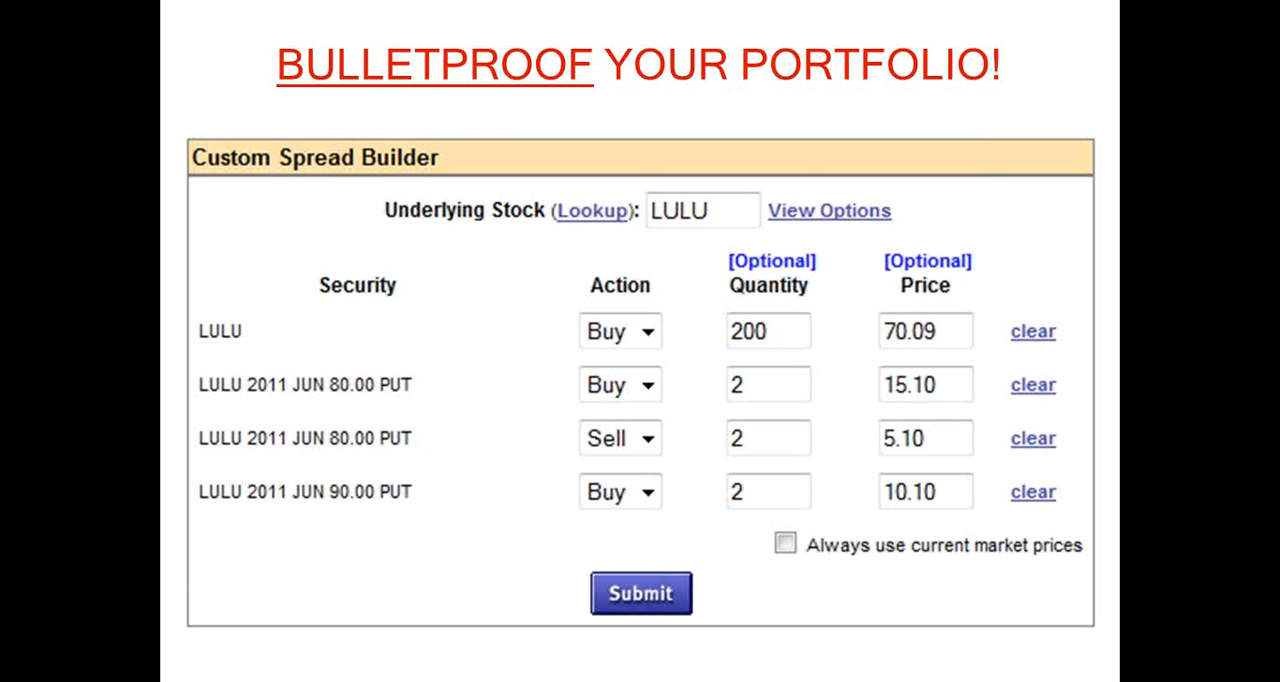 BULLETPROOF YOUR PORTFOLIO!
Custom Spread Builder
Underlying Stock (Lookup): LULU View Options
[Optional] [Optional]
Security Action Quantity Price
LULU Buy 200 70.09 clear
LULU 2011 JUN 80.00 PUT Buy 2 15.10 clear
LULU 2011 JUN 80.00 PUT Sell 2 5.10 clear
LULU 2011 JUN 90.00 PUT Buy 2 10.10 clear
Always use current market prices
Submit